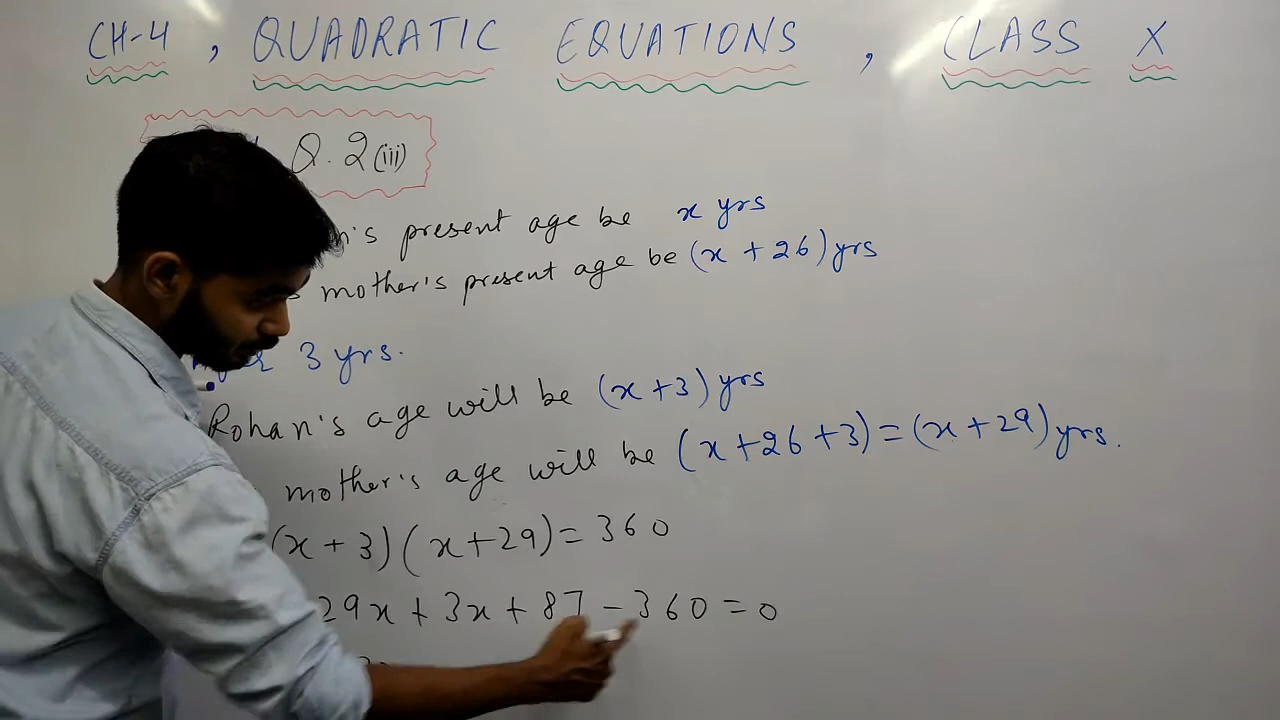 CH-4 , QUADRATIC EQUATIONS , CLASS X
Q. 2 (iii)
present age be x yrs
mother's present age be (x + 26) yrs
3 yrs.
Rohan's age will be (x + 3) yrs
mother's age will be (x + 26 + 3) = (x + 29) yrs.
(x + 3) (x + 29) = 360
29x + 3x + 87 - 360 = 0